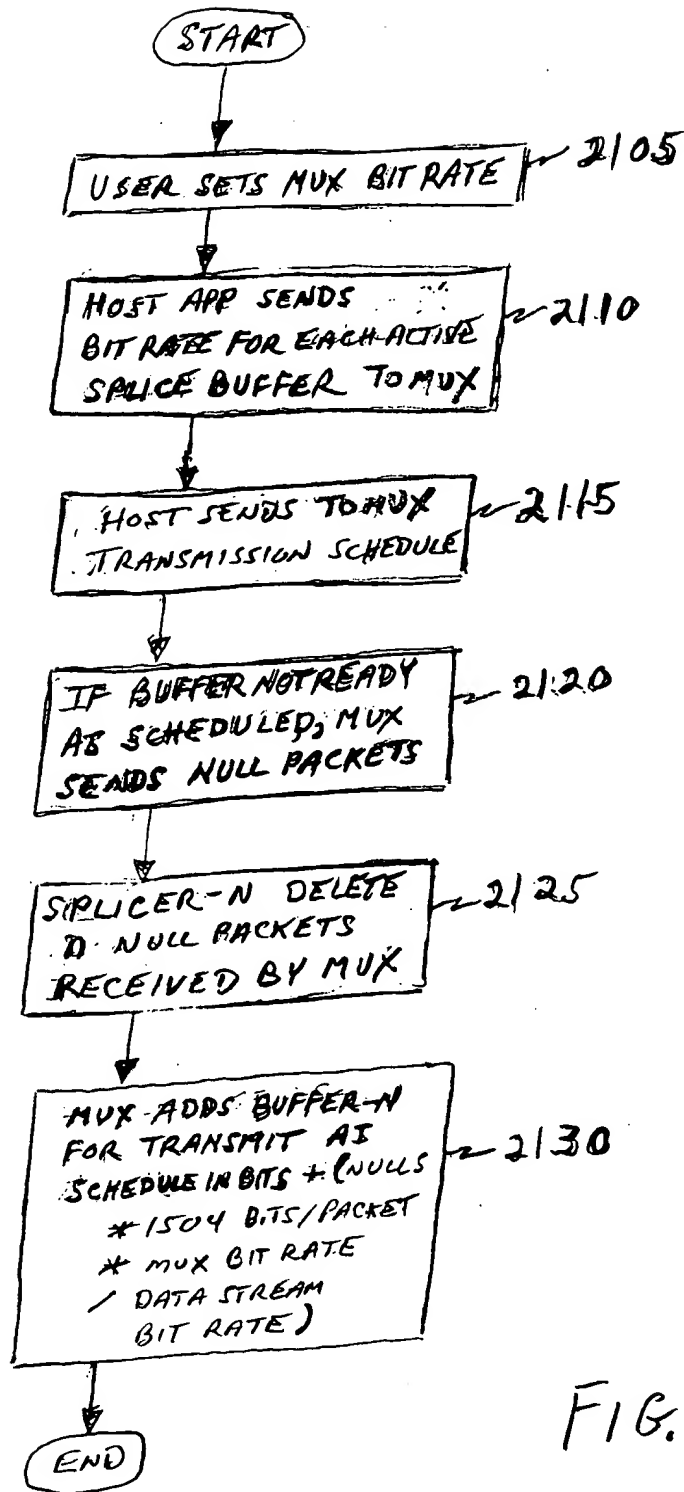 START
USER SETS MUX BIT RATE
2105
HOST APP SENDS
BIT RATE FOR EACH ACTIVE
SPLICE BUFFER TO MUX
2110
HOST SENDS TO MUX
TRANSMISSION SCHEDULE
2115
IF BUFFER NOT READY
AS SCHEDULED, MUX
SENDS NULL PACKETS
2120
SPLICER-N DELETE
D NULL PACKETS
RECEIVED BY MUX
2125
MUX ADDS BUFFER-N
FOR TRANSMIT AT
SCHEDULE IN BITS + (NULLS
* 1504 BITS/PACKET
* MUX BIT RATE
/ DATA STREAM
BIT RATE)
2130
END
FIG.